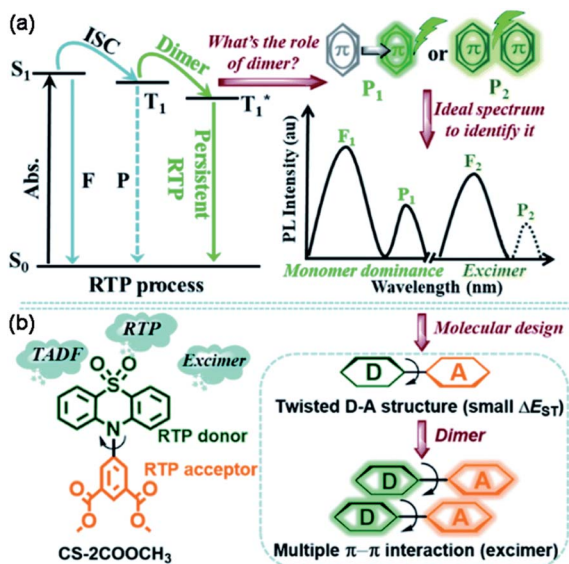 (a)
ISC
Dimer
S₁
T₁
T₁*
Abs.
F
P
Persistent
RTP
S₀
RTP process
What's the role
of dimer?
π
π
or
π
π
P₁
P₂
Ideal spectrum
to identify it
PL Intensity (au)
F₁
P₁
F₂
P₂
Monomer dominance
Excimer
Wavelength (nm)
(b)
TADF
RTP
Excimer
O
O
S
N
RTP donor
RTP acceptor
O
O
O
O
CS-2COOCH₃
Molecular design
D
A
Twisted D-A structure (small ΔE_ST)
Dimer
D
A
D
A
Multiple π–π interaction (excimer)